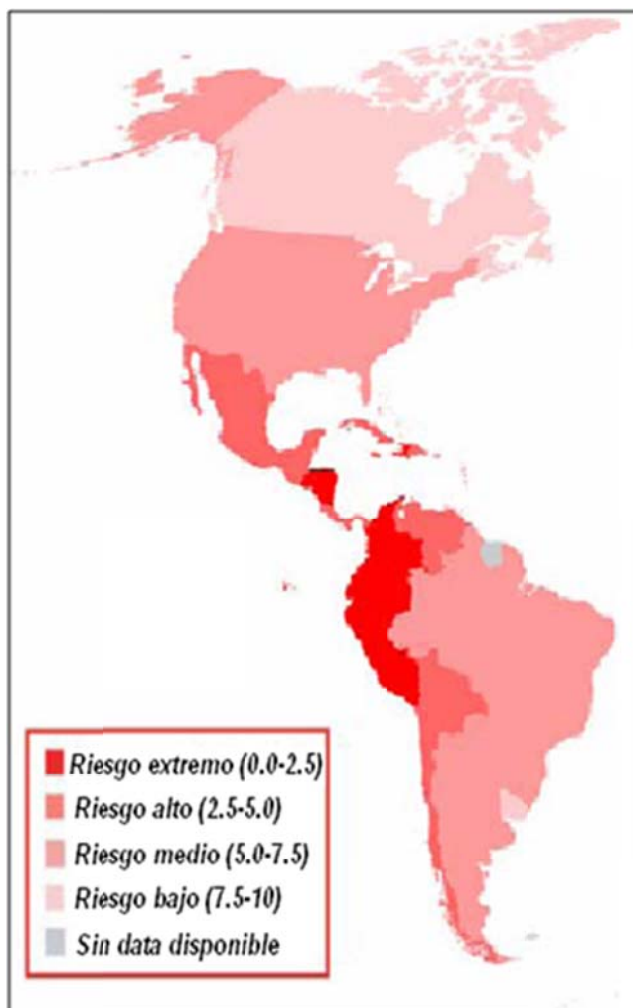 Riesgo extremo (0.0-2.5)
Riesgo alto (2.5-5.0)
Riesgo medio (5.0-7.5)
Riesgo bajo (7.5-10)
Sin data disponible